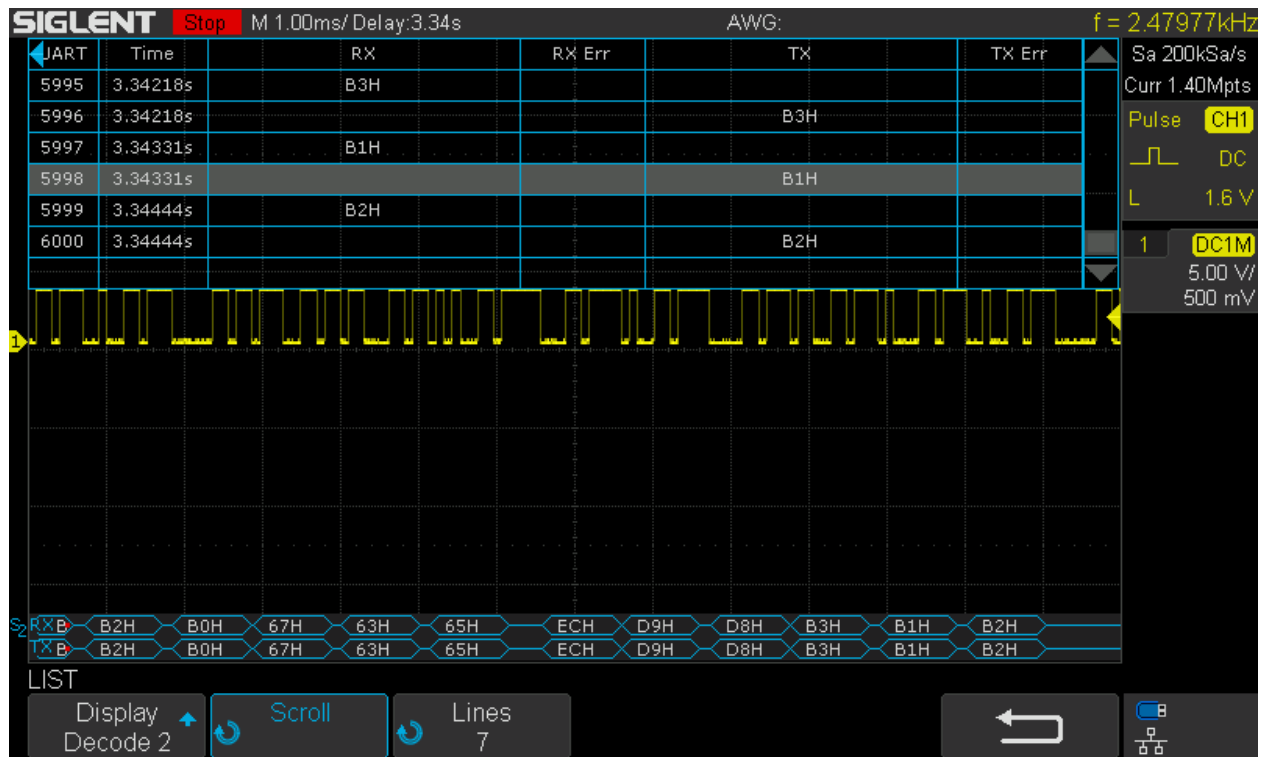 SIGLENT Stop M 1.00ms/ Delay:3.34s AWG: f = 2.47977kHz
UART Time RX RX Err TX TX Err
Sa 200kSa/s
5995 3.34218s B3H
Curr 1.40Mpts
5996 3.34218s B3H
Pulse CH1
5997 3.34331s B1H
DC
5998 3.34331s B1H
L 1.6 V
5999 3.34444s B2H
6000 3.34444s B2H
1 DC1M
5.00 V/
500 mV
1
S2 RX B B2H B0H 67H 63H 65H ECH D9H D8H B3H B1H B2H
TX B B2H B0H 67H 63H 65H ECH D9H D8H B3H B1H B2H
LIST
Display Scroll Lines
Decode 2 7